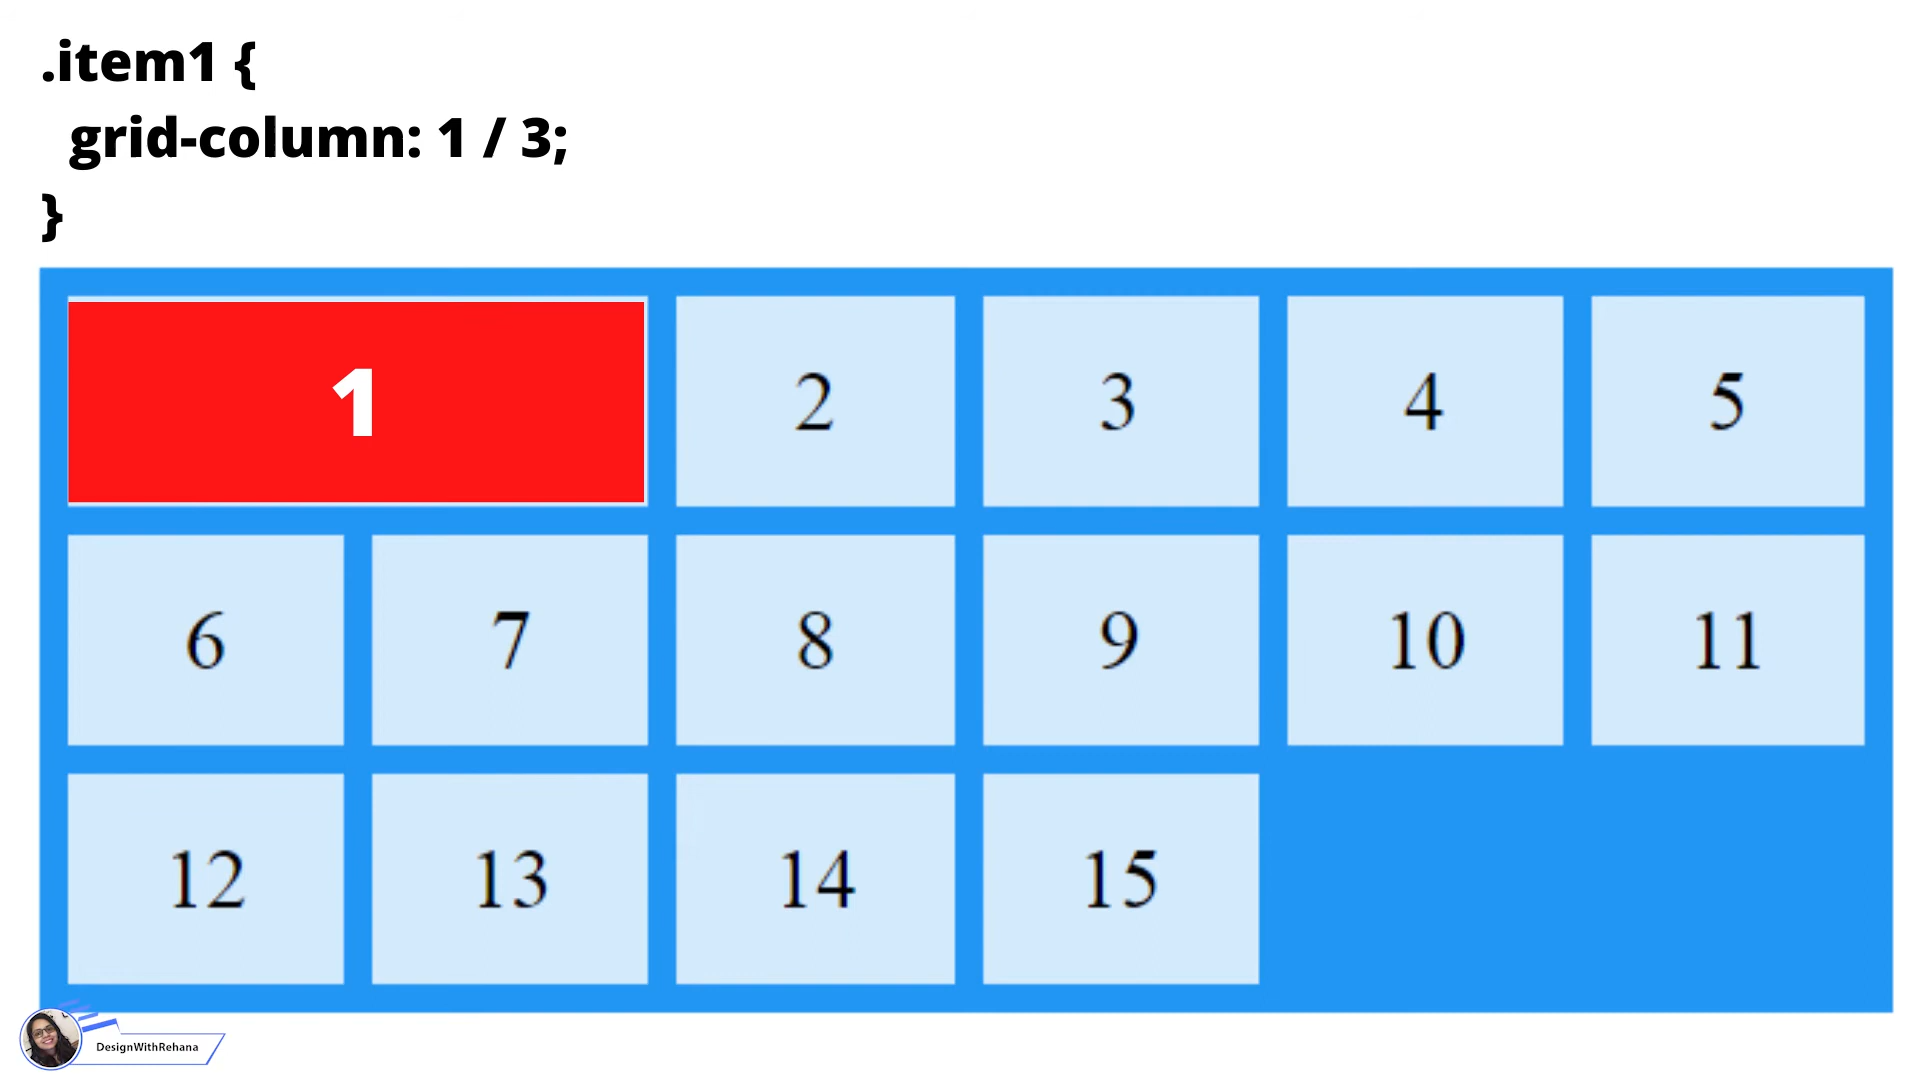 .item1 {
grid-column: 1 / 3;
}
1 2 3 4 5
6 7 8 9 10 11
12 13 14 15
DesignWithRehana